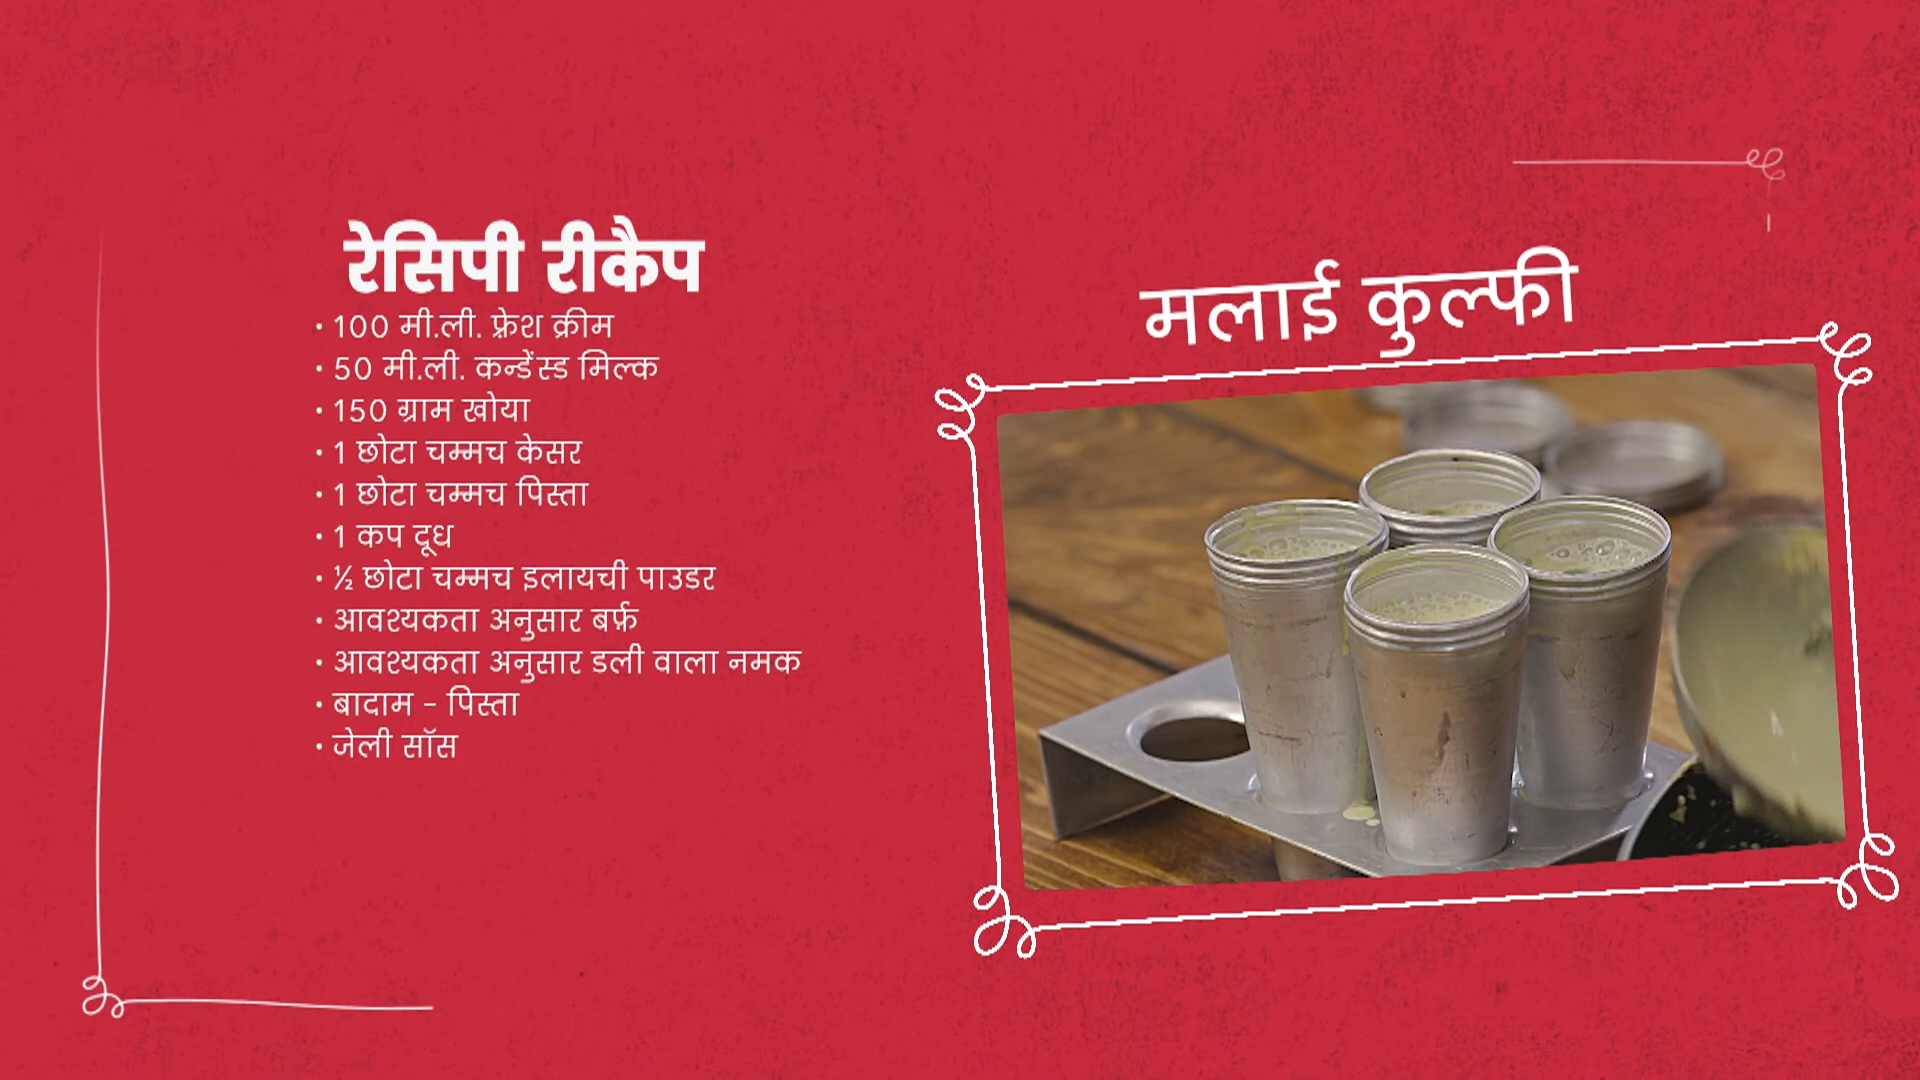 रेसिपी रीकैप
• 100 मी.ली. फ़्रेश क्रीम
• 50 मी.ली. कन्डेंस्ड मिल्क
• 150 ग्राम खोया
• 1 छोटा चम्मच केसर
• 1 छोटा चम्मच पिस्ता
• 1 कप दूध
• ½ छोटा चम्मच इलायची पाउडर
• आवश्यकता अनुसार बर्फ़
• आवश्यकता अनुसार डली वाला नमक
• बादाम - पिस्ता
• जेली सॉस
मलाई कुल्फी